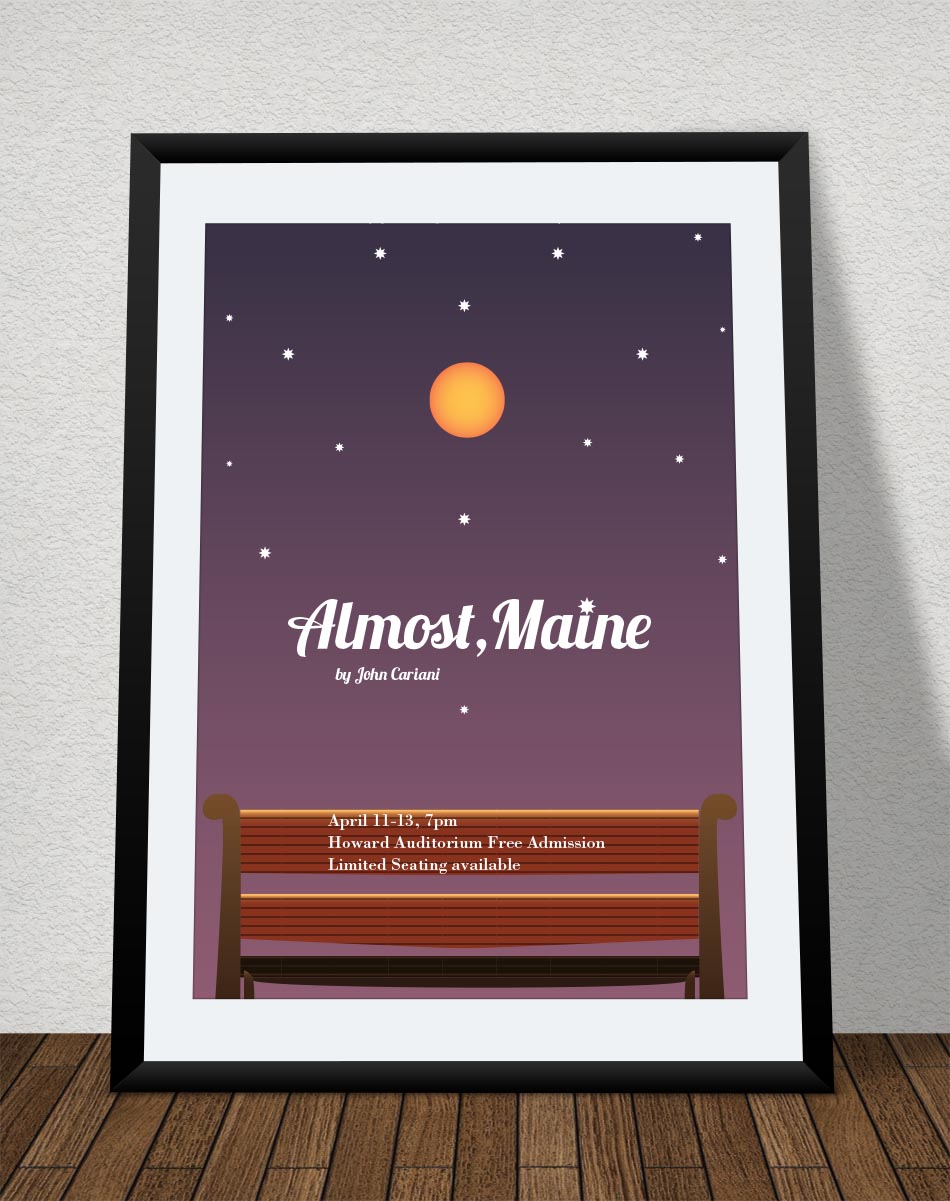 Almost, Maine
by John Cariani
April 11-13, 7pm
Howard Auditorium Free Admission
Limited Seating available